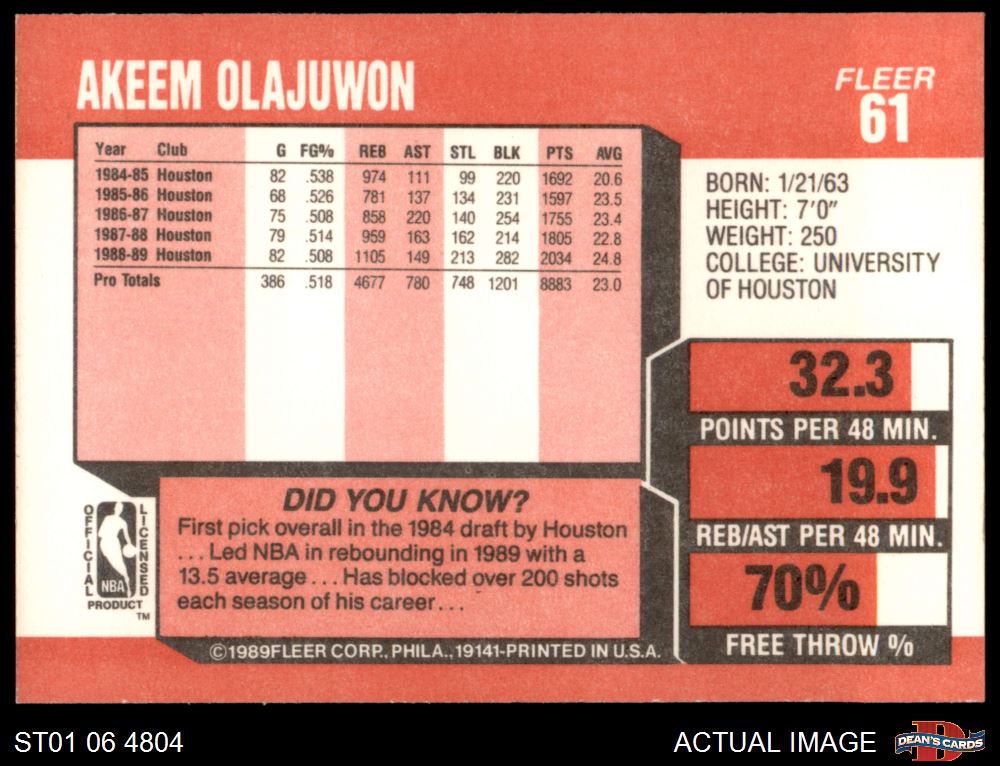 AKEEM OLAJUWON
FLEER
61
Year Club G FG% REB AST STL BLK PTS AVG
1984-85 Houston 82 .538 974 111 99 220 1692 20.6
1985-86 Houston 68 .526 781 137 134 231 1597 23.5
1986-87 Houston 75 .508 858 220 140 254 1755 23.4
1987-88 Houston 79 .514 959 163 162 214 1805 22.8
1988-89 Houston 82 .508 1105 149 213 282 2034 24.8
Pro Totals 386 .518 4677 780 748 1201 8883 23.0
BORN: 1/21/63
HEIGHT: 7'0"
WEIGHT: 250
COLLEGE: UNIVERSITY
OF HOUSTON
32.3
POINTS PER 48 MIN.
19.9
REB/AST PER 48 MIN.
70%
FREE THROW %
DID YOU KNOW?
First pick overall in the 1984 draft by Houston
...Led NBA in rebounding in 1989 with a
13.5 average...Has blocked over 200 shots
each season of his career...
OFFICIAL
LICENSED
NBA
PRODUCT
TM
©1989FLEER CORP., PHILA., 19141-PRINTED IN U.S.A.
ST01 06 4804
ACTUAL IMAGE
DEAN'S CARDS